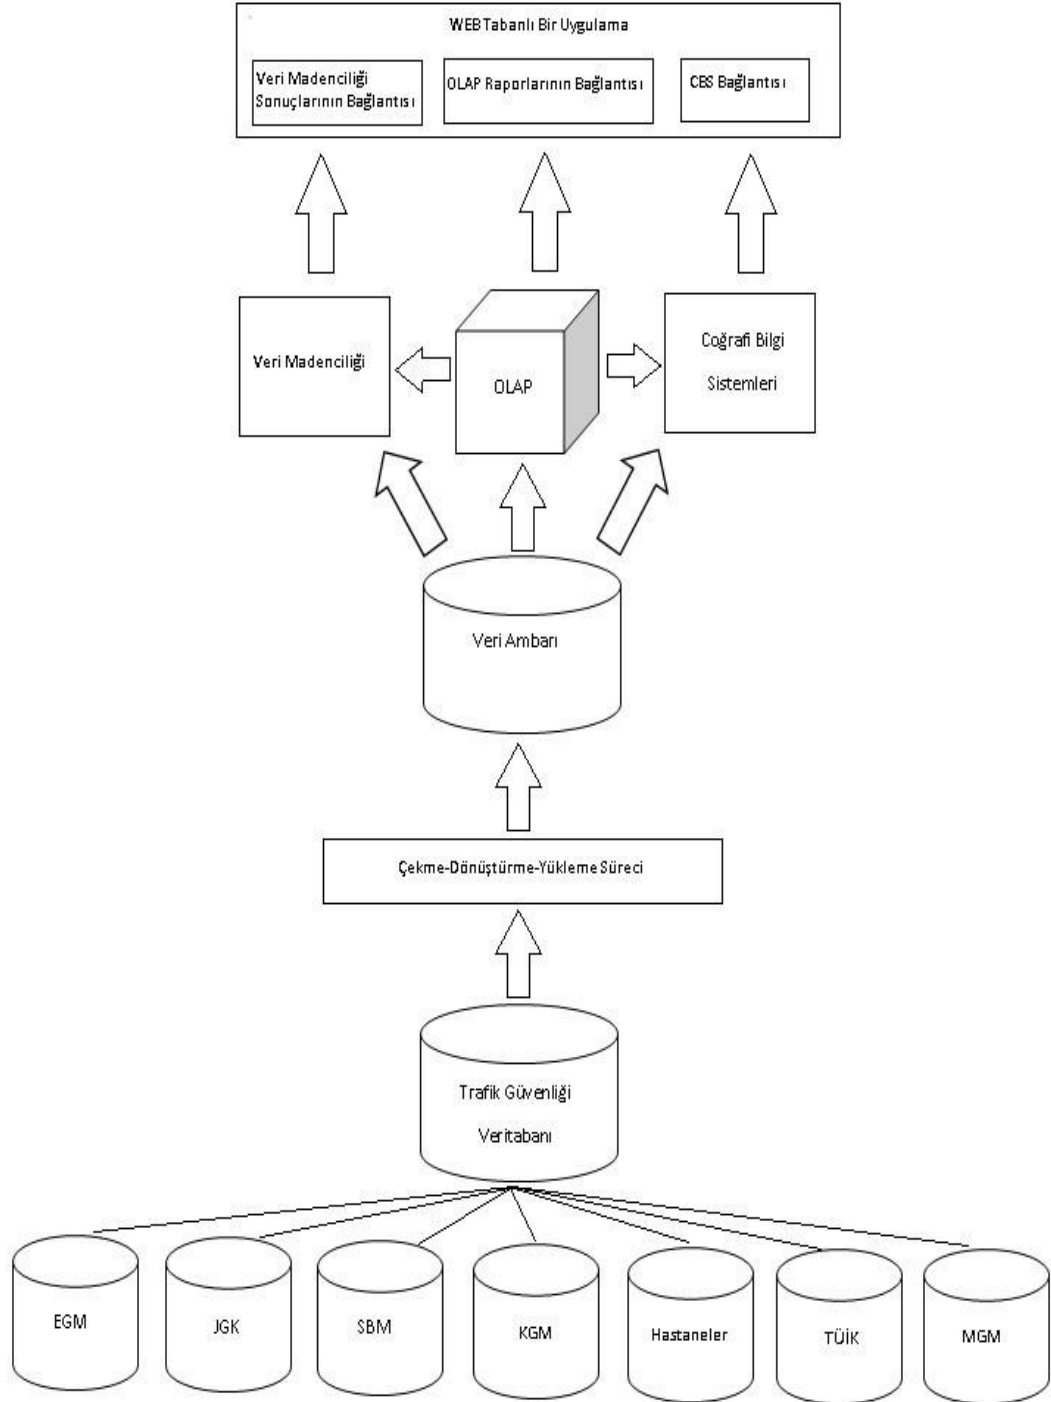 WEB Tabanlı Bir Uygulama
Veri Madenciliği
Sonuçlarının Bağlantısı
OLAP Raporlarının Bağlantısı
CBS Bağlantısı
Veri Madenciliği
OLAP
Coğrafi Bilgi
Sistemleri
Veri Ambarı
Çekme-Dönüştürme-Yükleme Süreci
Trafik Güvenliği
Veritabanı
EGM
JGK
SBM
KGM
Hastaneler
TÜİK
MGM